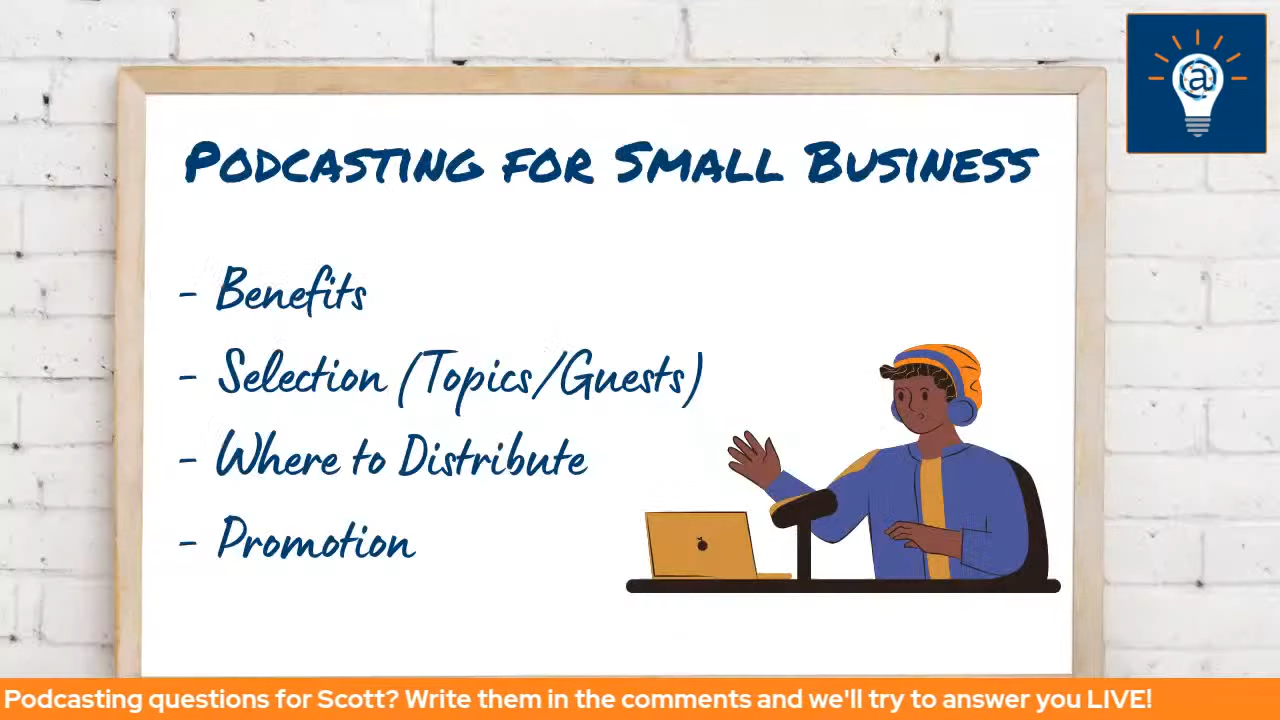 Podcasting for Small Business
- Benefits
- Selection (Topics/Guests)
- Where to Distribute
- Promotion
@
Podcasting questions for Scott? Write them in the comments and we'll try to answer you LIVE!